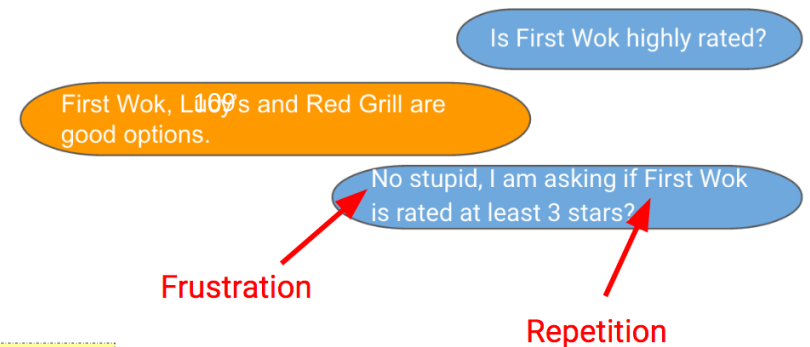 Is First Wok highly rated?
First Wok, Lucy's and Red Grill are
109
good options.
No stupid, I am asking if First Wok
is rated at least 3 stars?
Frustration
Repetition